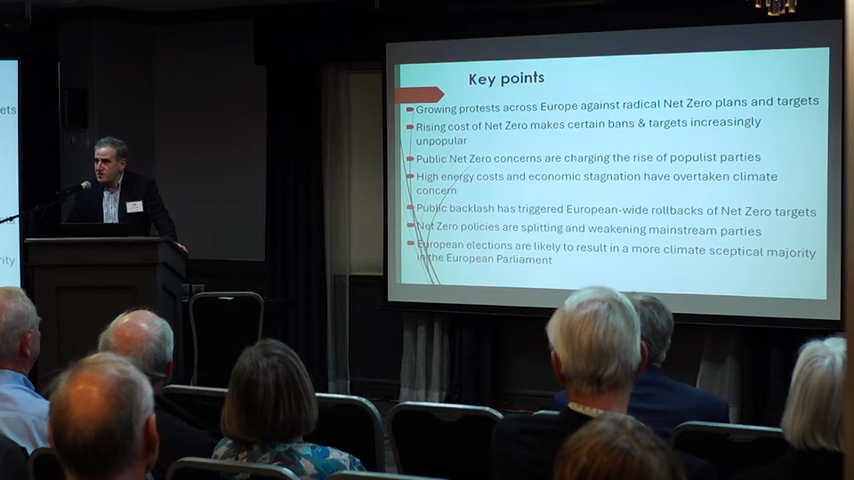 Key points
Growing protests across Europe against radical Net Zero plans and targets
Rising cost of Net Zero makes certain bans & targets increasingly
unpopular
Public Net Zero concerns are charging the rise of populist parties
High energy costs and economic stagnation have overtaken climate
concern
Public backlash has triggered European-wide rollbacks of Net Zero targets
Net Zero policies are splitting and weakening mainstream parties
European elections are likely to result in a more climate sceptical majority
in the European Parliament
ets
rity